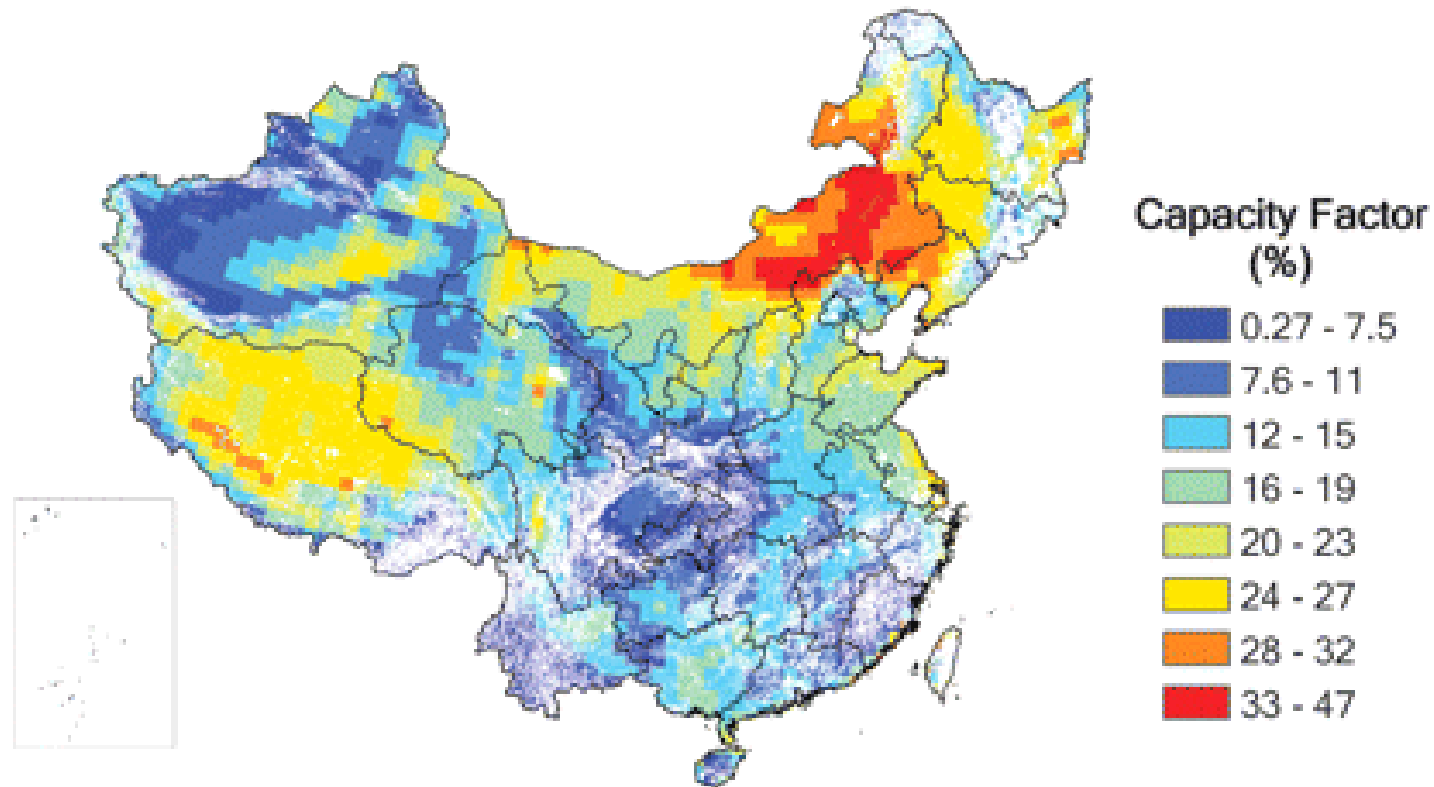 Capacity Factor
(%)
0.27 - 7.5
7.6 - 11
12 - 15
16 - 19
20 - 23
24 - 27
28 - 32
33 - 47